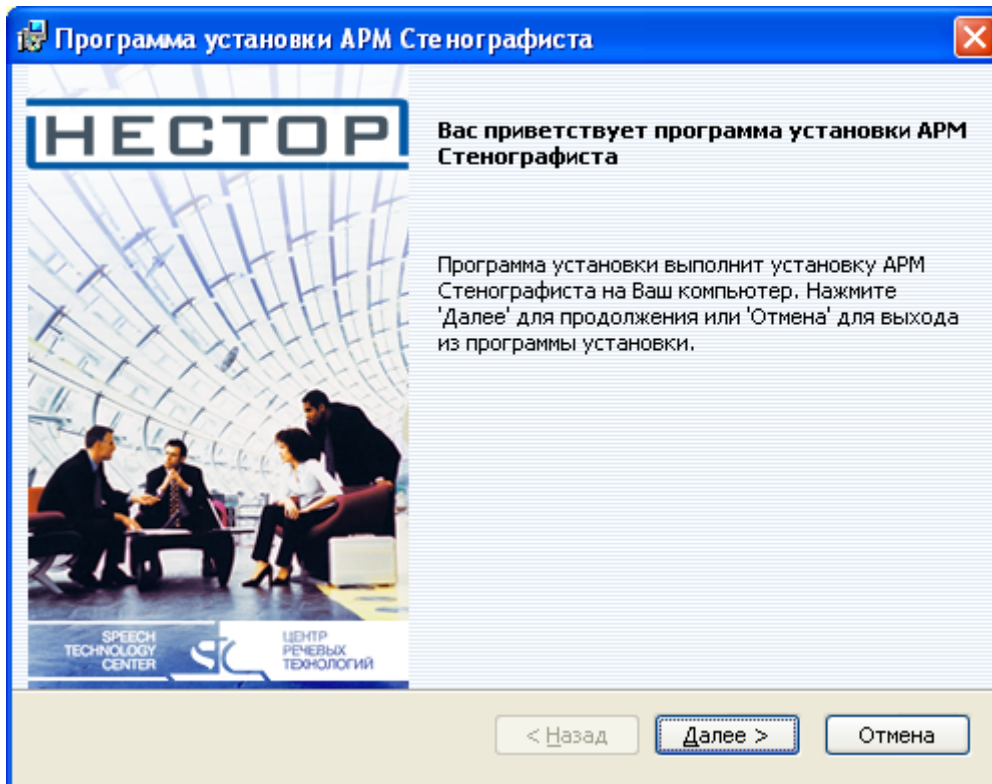 Программа установки АРМ Стенографиста
НЕСТОР
Вас приветствует программа установки АРМ
Стенографиста
Программа установки выполнит установку АРМ
Стенографиста на Ваш компьютер. Нажмите
'Далее' для продолжения или 'Отмена' для выхода
из программы установки.
SPEECH
TECHNOLOGY
CENTER
ЦЕНТР
РЕЧЕВЫХ
ТЕХНОЛОГИЙ
< Назад
Далее >
Отмена